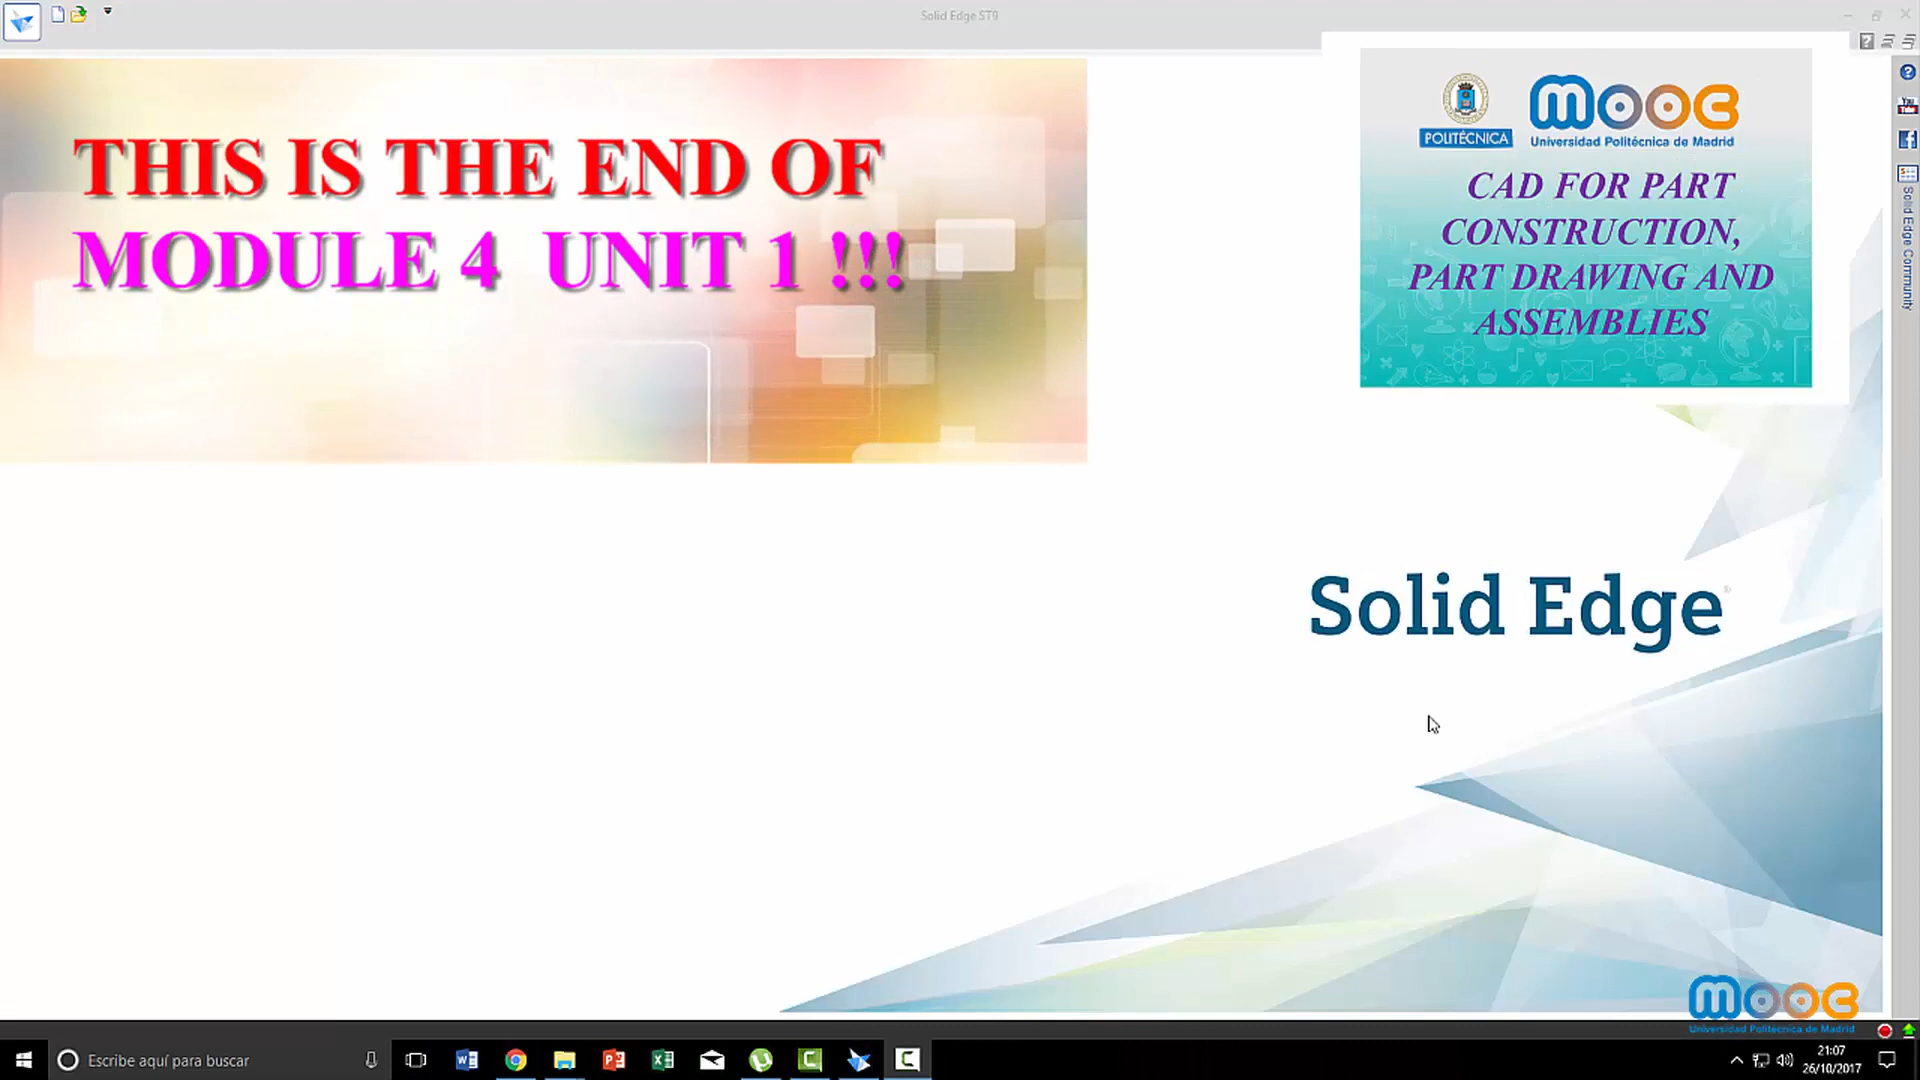 Solid Edge ST9
THIS IS THE END OF
MODULE 4 UNIT 1 !!!
POLITÉCNICA
mooc
Universidad Politécnica de Madrid
CAD FOR PART
CONSTRUCTION,
PART DRAWING AND
ASSEMBLIES
You
Tube
Solid Edge Community
Solid Edge
mooc
Universidad Politécnica de Madrid
Escribe aquí para buscar
21:07
26/10/2017